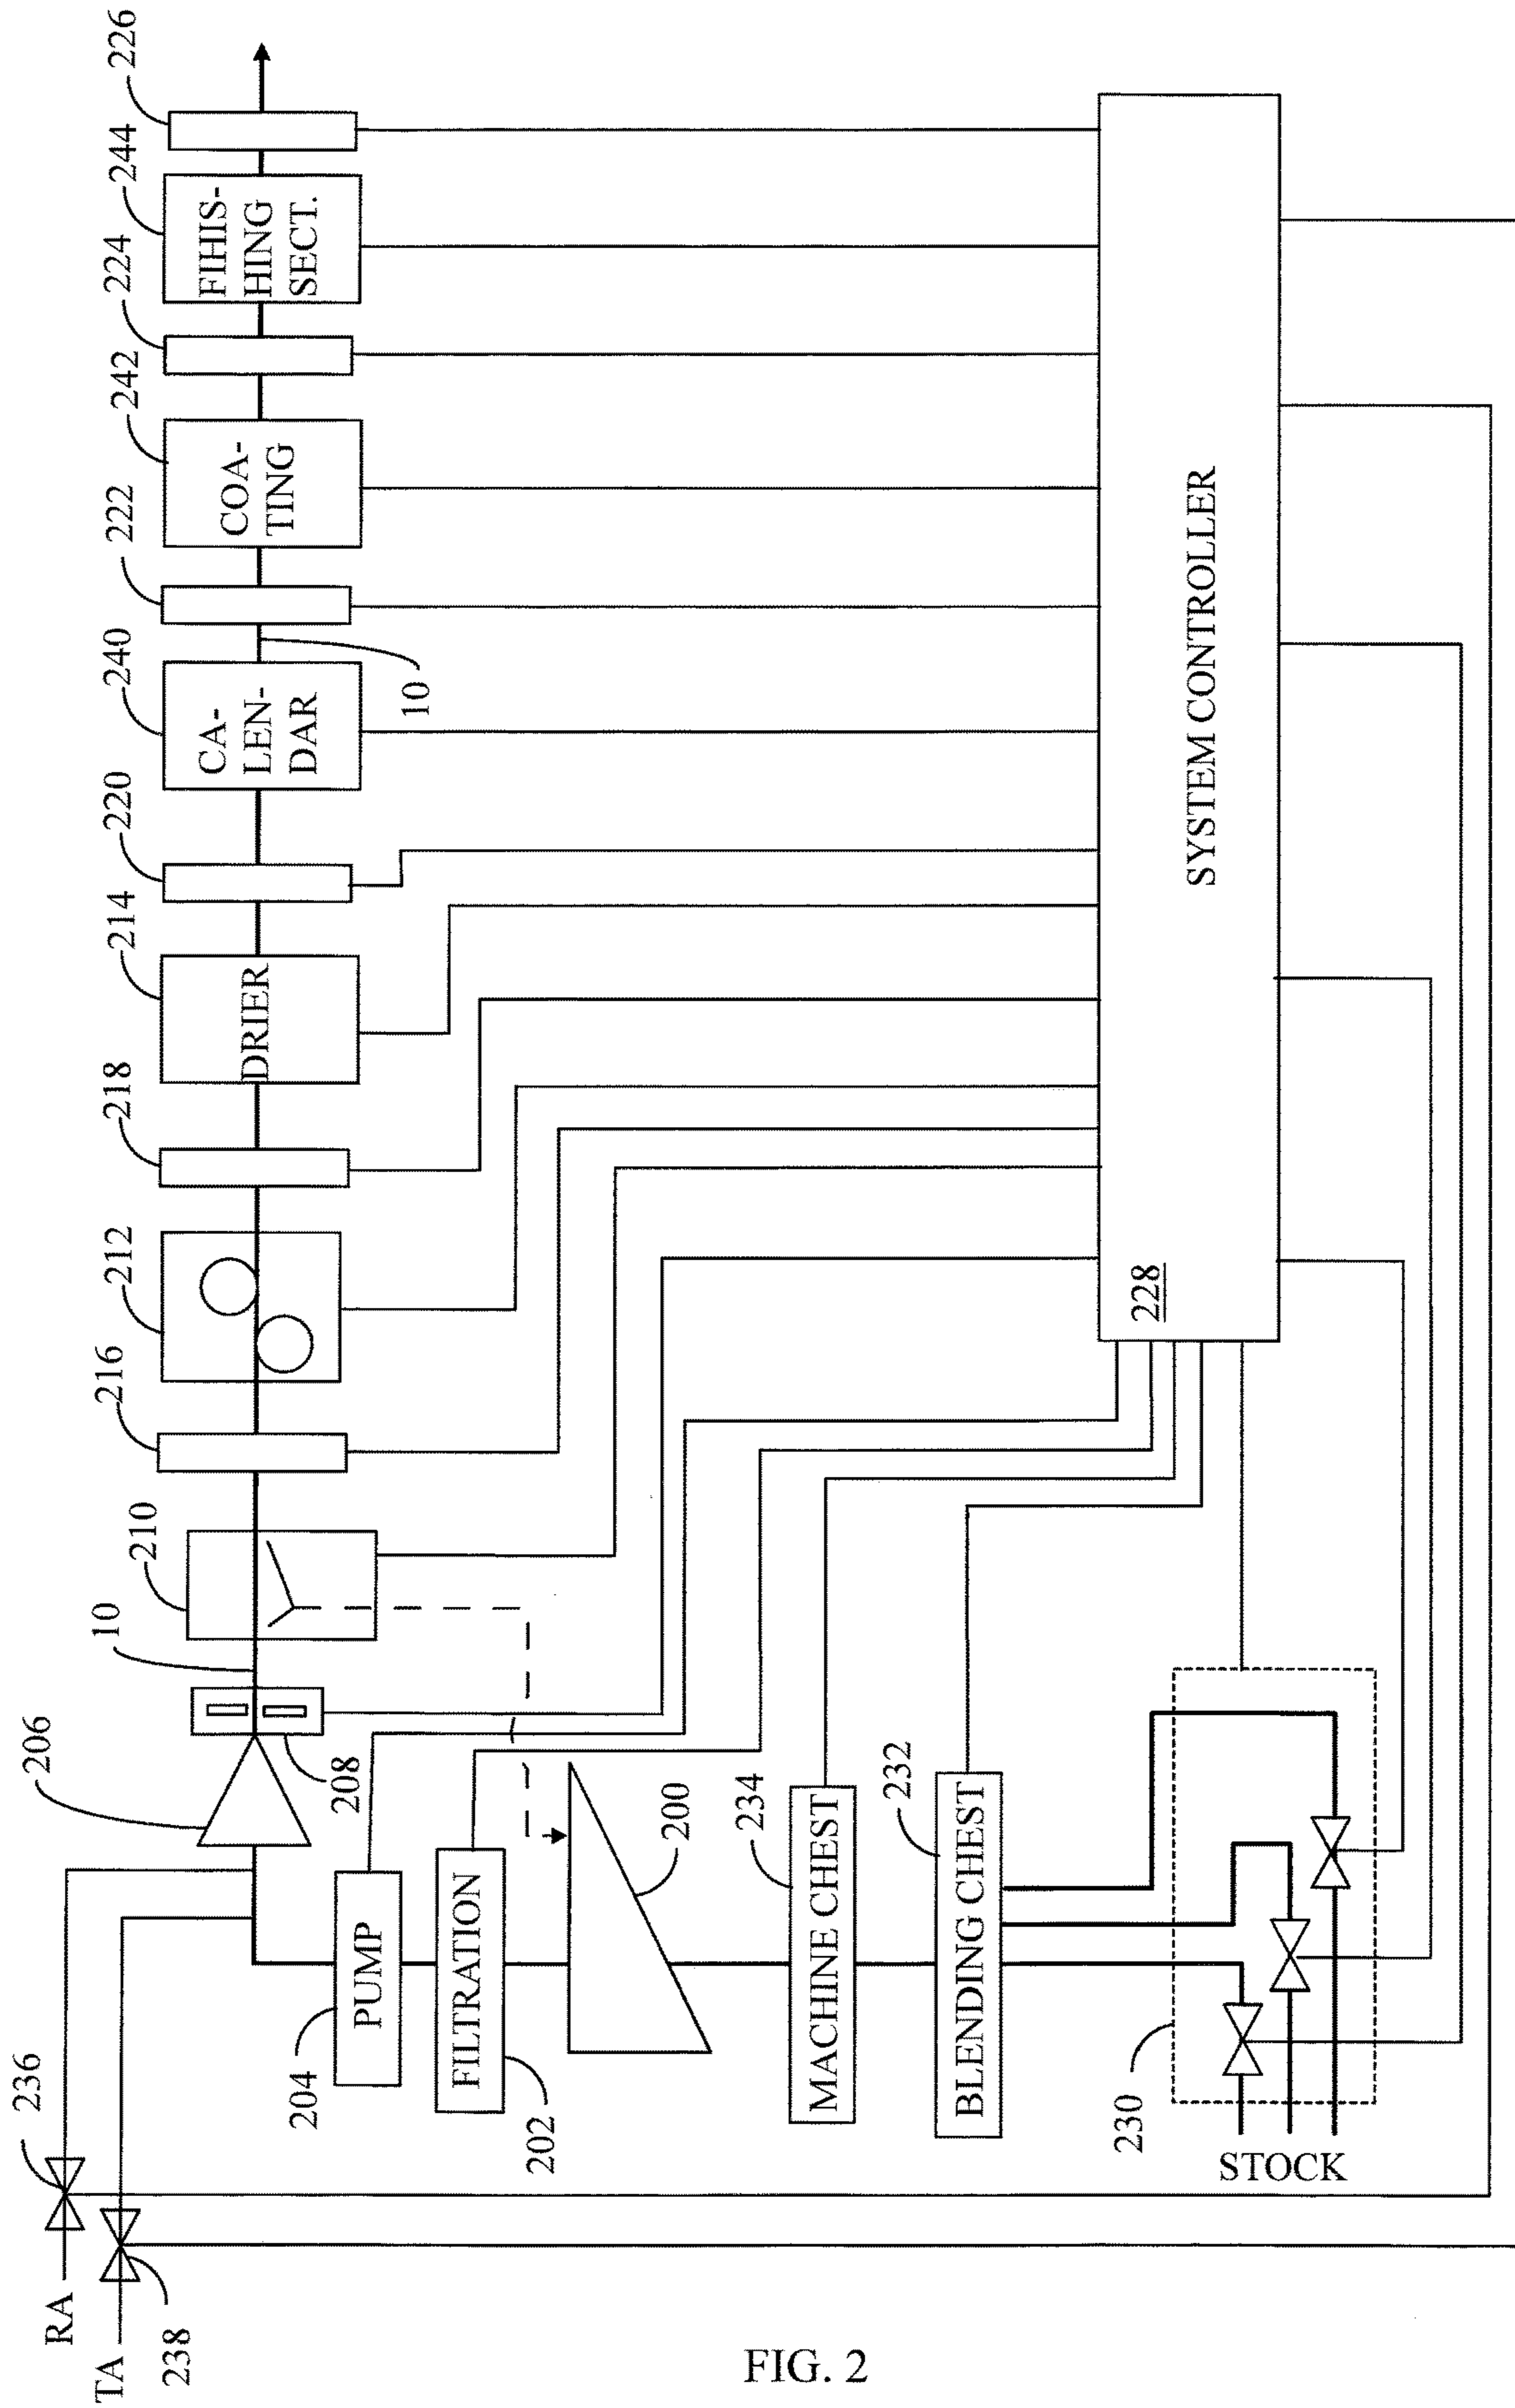 236
RA
TA
238
206
10
210
216
212
218
214
220
240
222
242
224
244
226
208
DRIER
CA-
LEN-
DAR
10
COA-
TING
FIHIS-
HING
SECT.
204
PUMP
202
FILTRATION
200
234
MACHINE CHEST
232
BLENDING CHEST
230
STOCK
228
SYSTEM CONTROLLER
FIG. 2